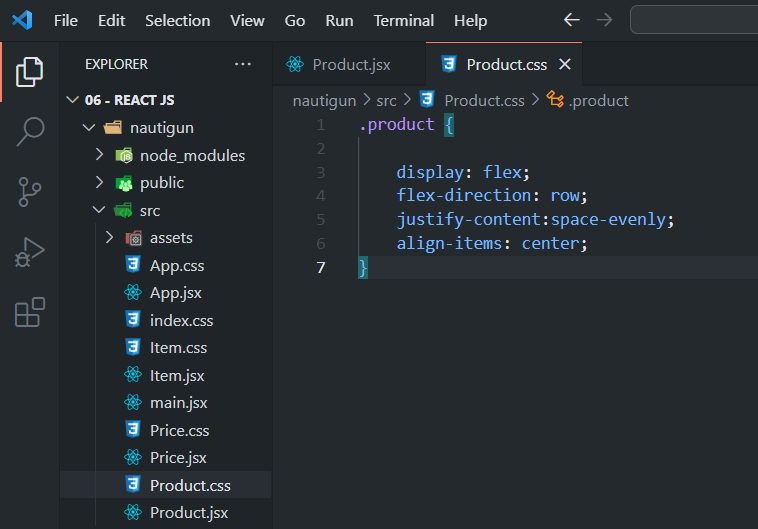 File Edit Selection View Go Run Terminal Help
EXPLORER ···
Product.jsx
Product.css
06 - REACT JS
nautigun
node_modules
public
src
assets
App.css
App.jsx
index.css
Item.css
Item.jsx
main.jsx
Price.css
Price.jsx
Product.css
Product.jsx
nautigun > src > Product.css > .product
1 .product {
2
3 display: flex;
4 flex-direction: row;
5 justify-content:space-evenly;
6 align-items: center;
7 }